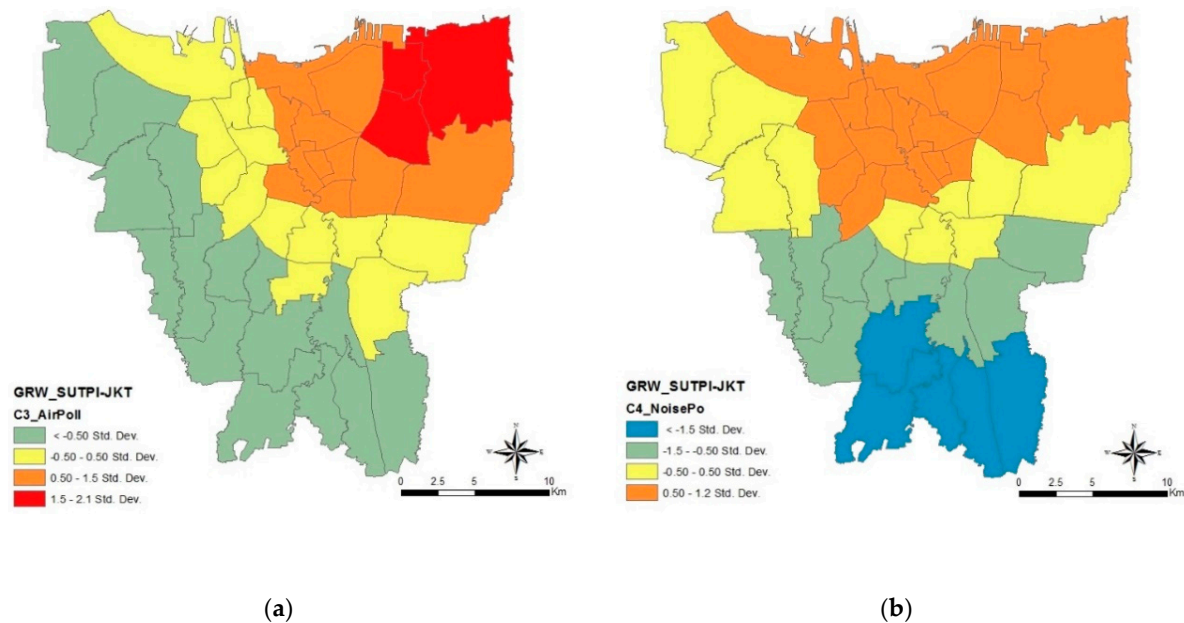 GRW_SUTPI-JKT
C3_AirPoll
< -0.50 Std. Dev.
-0.50 - 0.50 Std. Dev.
0.50 - 1.5 Std. Dev.
1.5 - 2.1 Std. Dev.
N
W
E
S
0 2.5 5 10
Km
(a)
GRW_SUTPI-JKT
C4_NoisePo
< -1.5 Std. Dev.
-1.5 - -0.50 Std. Dev.
-0.50 - 0.50 Std. Dev.
0.50 - 1.2 Std. Dev.
N
W
E
S
0 2.5 5 10
Km
(b)